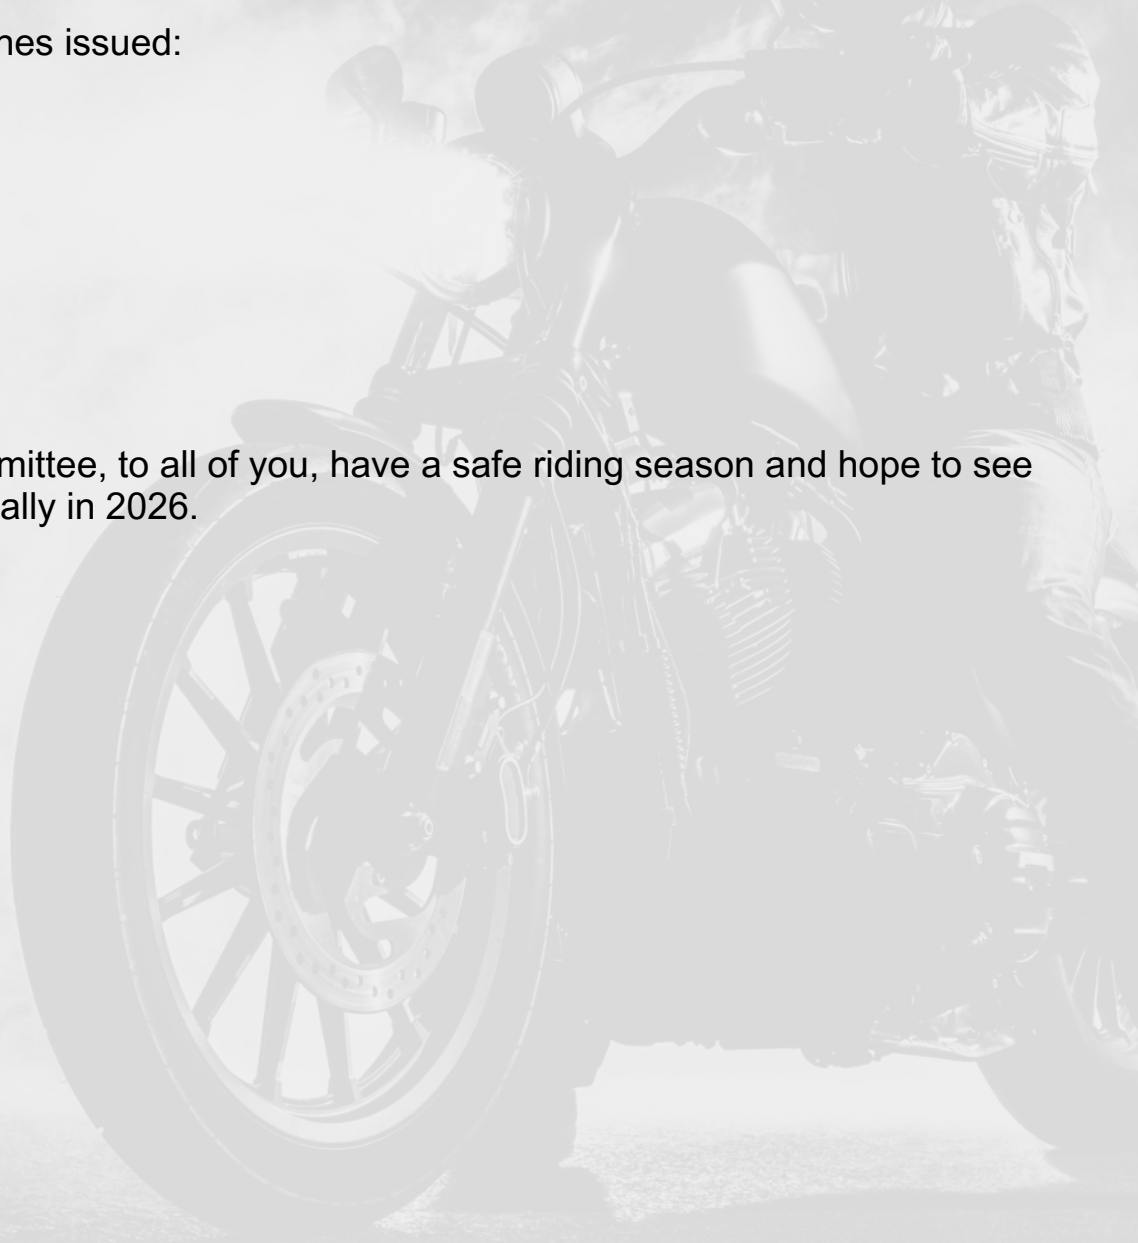 nes issued:
mittee, to all of you, have a safe riding season and hope to see
ally in 2026.